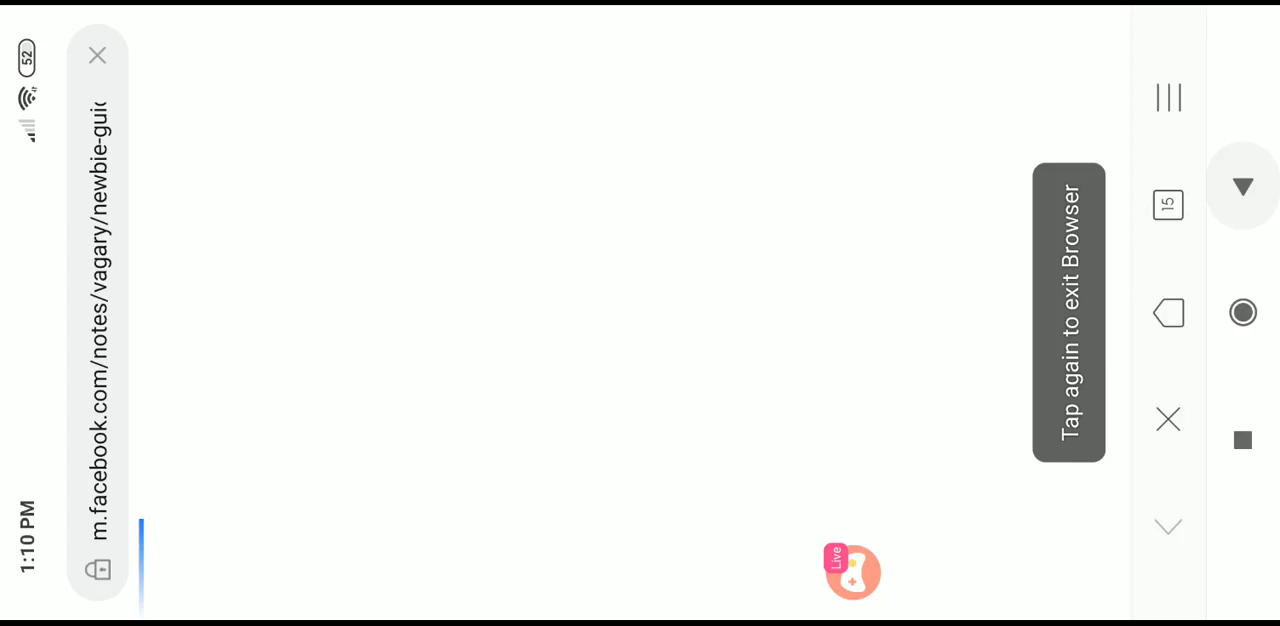 1:10 PM
52
m.facebook.com/notes/vagary/newbie-gui
Live
Tap again to exit Browser
15